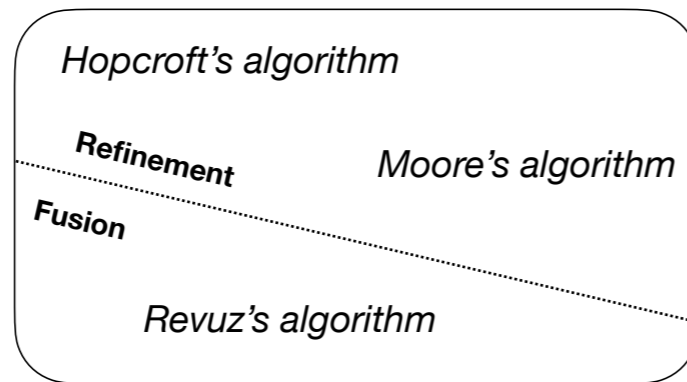 Hopcroft’s algorithm
Refinement
Moore’s algorithm
Fusion
Revuz’s algorithm